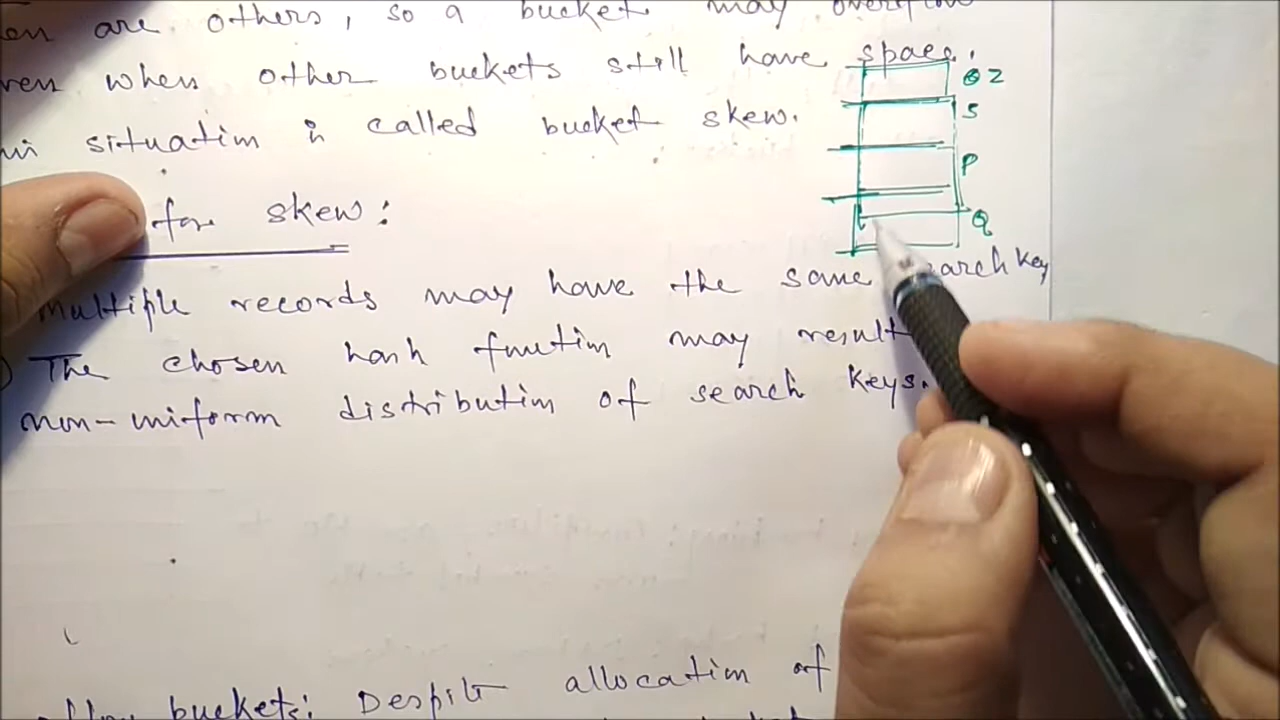 are others, so a bucket may overflow
when other buckets still have space.
situation is called bucket skew.
for skew:
Multiple records may have the same search key
The chosen hash function may result
non-uniform distribution of search keys.
buckets: Despite allocation of
Z
S
P
Q